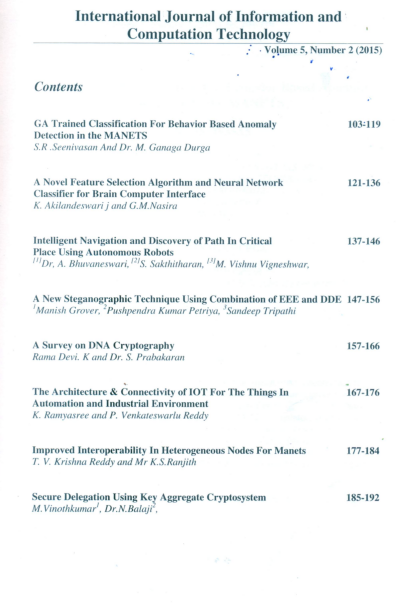 International Journal of Information and
Computation Technology
Volume 5, Number 2 (2015)
Contents
GA Trained Classification For Behavior Based Anomaly 103-119
Detection in the MANETS
S.R .Seenivasan And Dr. M. Ganaga Durga
A Novel Feature Selection Algorithm and Neural Network 121-136
Classifier for Brain Computer Interface
K. Akilandeswari j and G.M.Nasira
Intelligent Navigation and Discovery of Path In Critical 137-146
Place Using Autonomous Robots
[1]Dr. A. Bhuvaneswari, [2]S. Sakthitharan, [3]M. Vishnu Vigneshwar,
A New Steganographic Technique Using Combination of EEE and DDE 147-156
1Manish Grover, 2Pushpendra Kumar Petriya, 3Sandeep Tripathi
A Survey on DNA Cryptography 157-166
Rama Devi. K and Dr. S. Prabakaran
The Architecture & Connectivity of IOT For The Things In 167-176
Automation and Industrial Environment
K. Ramyasree and P. Venkateswarlu Reddy
Improved Interoperability In Heterogeneous Nodes For Manets 177-184
T. V. Krishna Reddy and Mr K.S.Ranjith
Secure Delegation Using Key Aggregate Cryptosystem 185-192
M.Vinothkumar1, Dr.N.Balaji2,